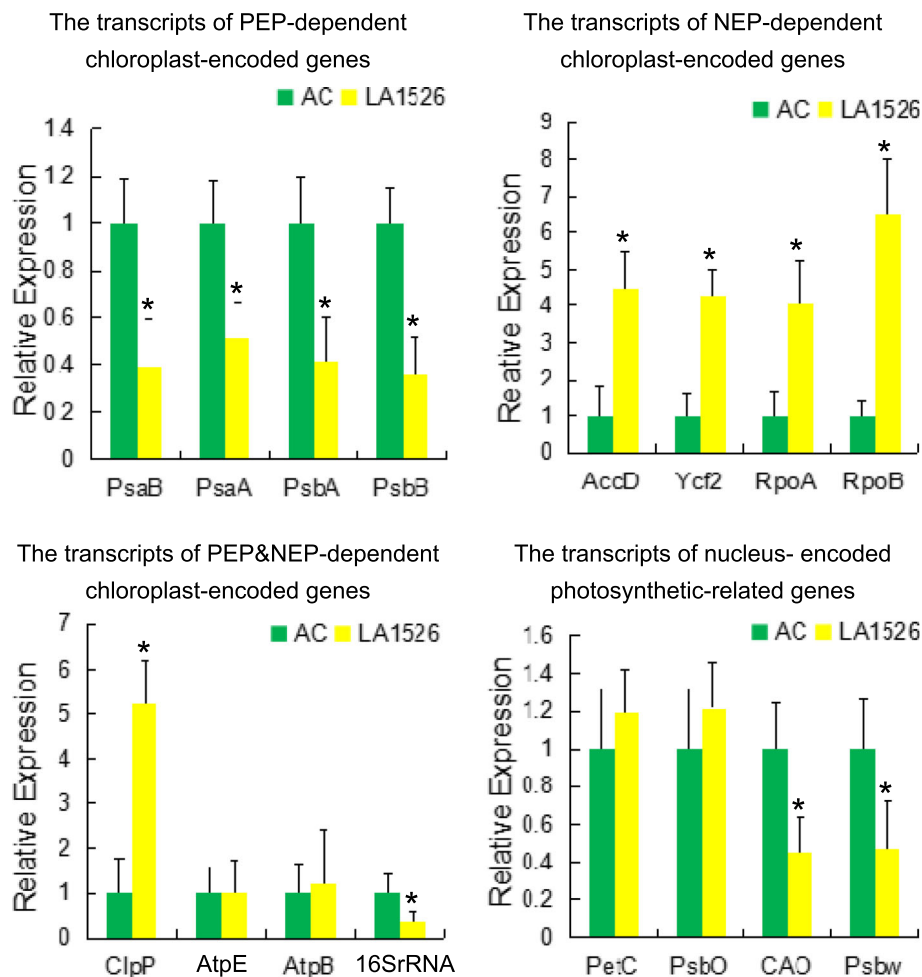 The transcripts of PEP-dependent
chloroplast-encoded genes
AC LA1526
Relative Expression
1.4
1.2
1
0.8
0.6
0.4
0.2
0
* * * *
PsaB PsaA PsbA PsbB
The transcripts of NEP-dependent
chloroplast-encoded genes
AC LA1526
Relative Expression
9
8
7
6
5
4
3
2
1
0
* * * *
AccD Ycf2 RpoA RpoB
The transcripts of PEP&NEP-dependent
chloroplast-encoded genes
AC LA1526
Relative Expression
7
6
5
4
3
2
1
0
* *
ClpP AtpE AtpB 16SrRNA
The transcripts of nucleus- encoded
photosynthetic-related genes
AC LA1526
Relative Expression
1.6
1.4
1.2
1
0.8
0.6
0.4
0.2
0
* *
PetC PsbO CAO Psbw